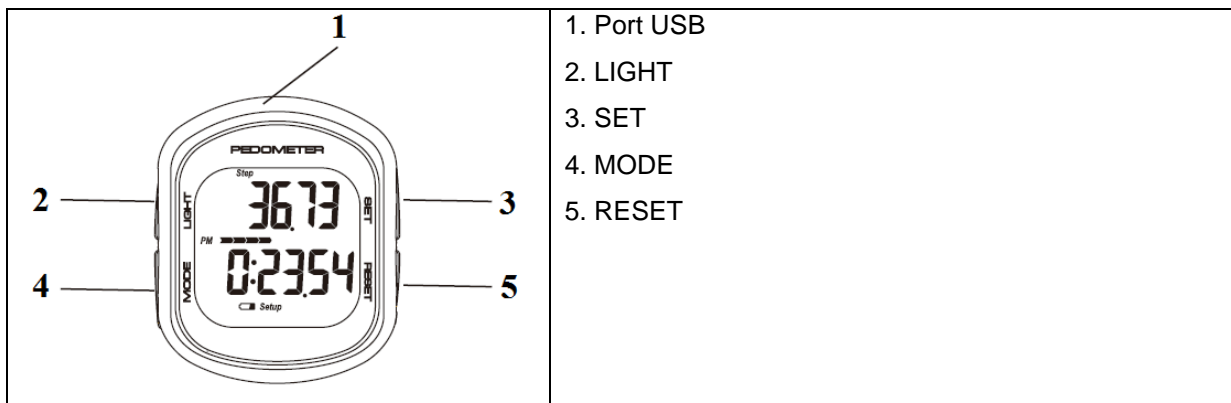 1
PEDOMETER
Step
36.73
LIGHT
SET
2
3
PM
0:23.54
MODE
RESET
4
5
Setup
1. Port USB
2. LIGHT
3. SET
4. MODE
5. RESET